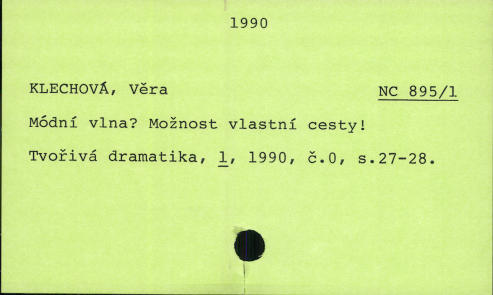 1990
KLECHOVÁ, Věra NC 895/1
Módní vlna? Možnost vlastní cesty!
Tvořivá dramatika, 1, 1990, č.0, s.27-28.